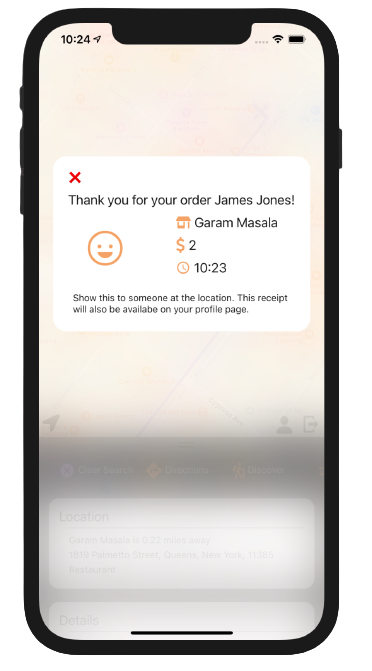 10:24
Thank you for your order James Jones!
Garam Masala
$ 2
10:23
Show this to someone at the location. This receipt
will also be availabe on your profile page.
Clear Search Directions
Location
Garam Masala is 0.22 miles away
1819 Palmetto Street, Queens, New York, 11385
Restaurant
Details